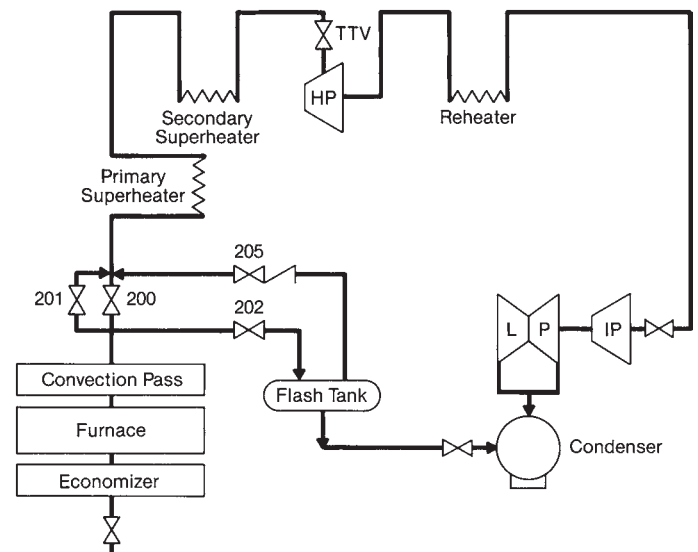 TTV
HP
Secondary
Superheater
Reheater
Primary
Superheater
205
201
200
202
L P
IP
Convection Pass
Flash Tank
Furnace
Condenser
Economizer